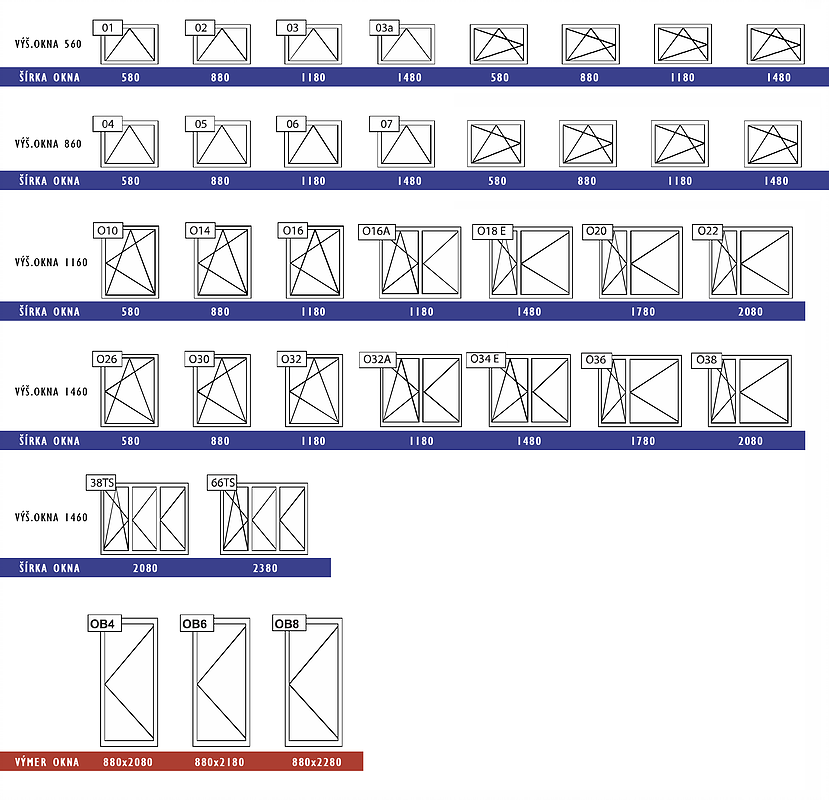 01 02 03 03a
VÝŠ.OKNA 560
ŠÍRKA OKNA 580 880 1180 1480 580 880 1180 1480
04 05 06 07
VÝŠ.OKNA 860
ŠÍRKA OKNA 580 880 1180 1480 580 880 1180 1480
O10 O14 O16 O16A O18 E O20 O22
VÝŠ.OKNA 1160
ŠÍRKA OKNA 580 880 1180 1180 1480 1780 2080
O26 O30 O32 O32A O34 E O36 O38
VÝŠ.OKNA 1460
ŠÍRKA OKNA 580 880 1180 1180 1480 1780 2080
38TS 66TS
VÝŠ.OKNA 1460
ŠÍRKA OKNA 2080 2380
OB4 OB6 OB8
VÝMER OKNA 880x2080 880x2180 880x2280